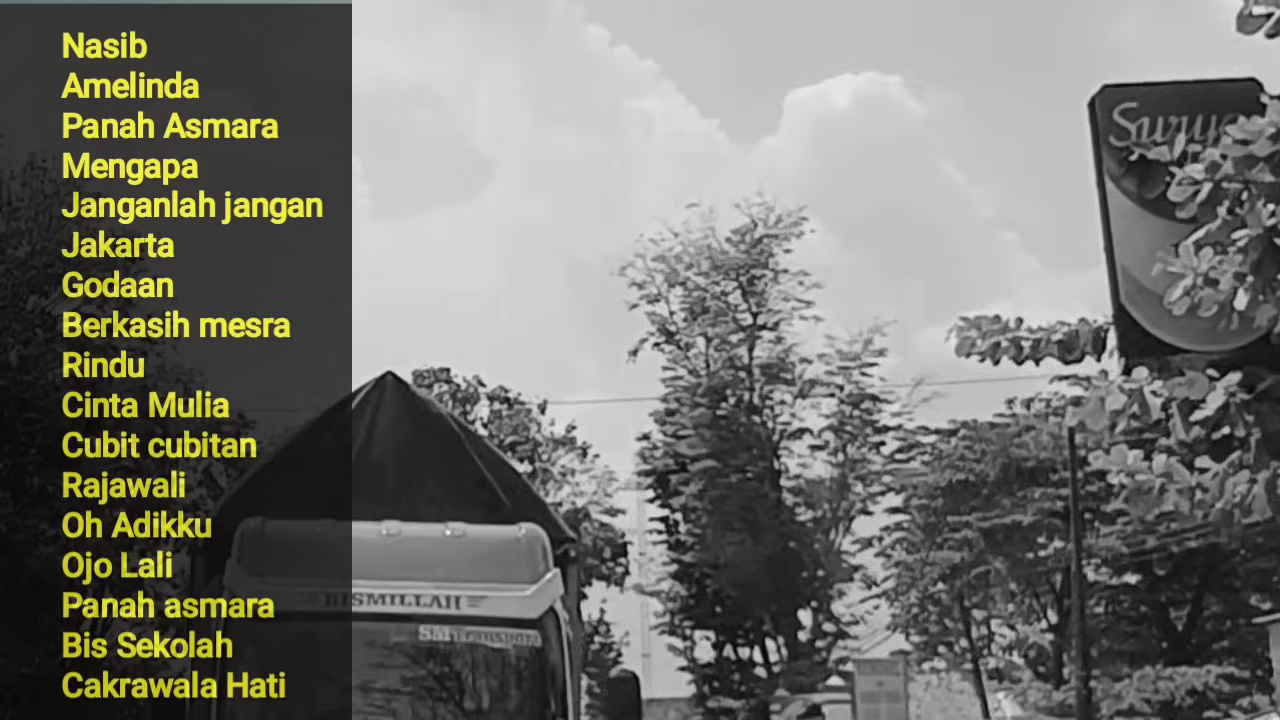 Nasib
Amelinda
Panah Asmara
Mengapa
Janganlah jangan
Jakarta
Godaan
Berkasih mesra
Rindu
Cinta Mulia
Cubit cubitan
Rajawali
Oh Adikku
Ojo Lali
Panah asmara
Bis Sekolah
Cakrawala Hati
Surya
BISMILLAH